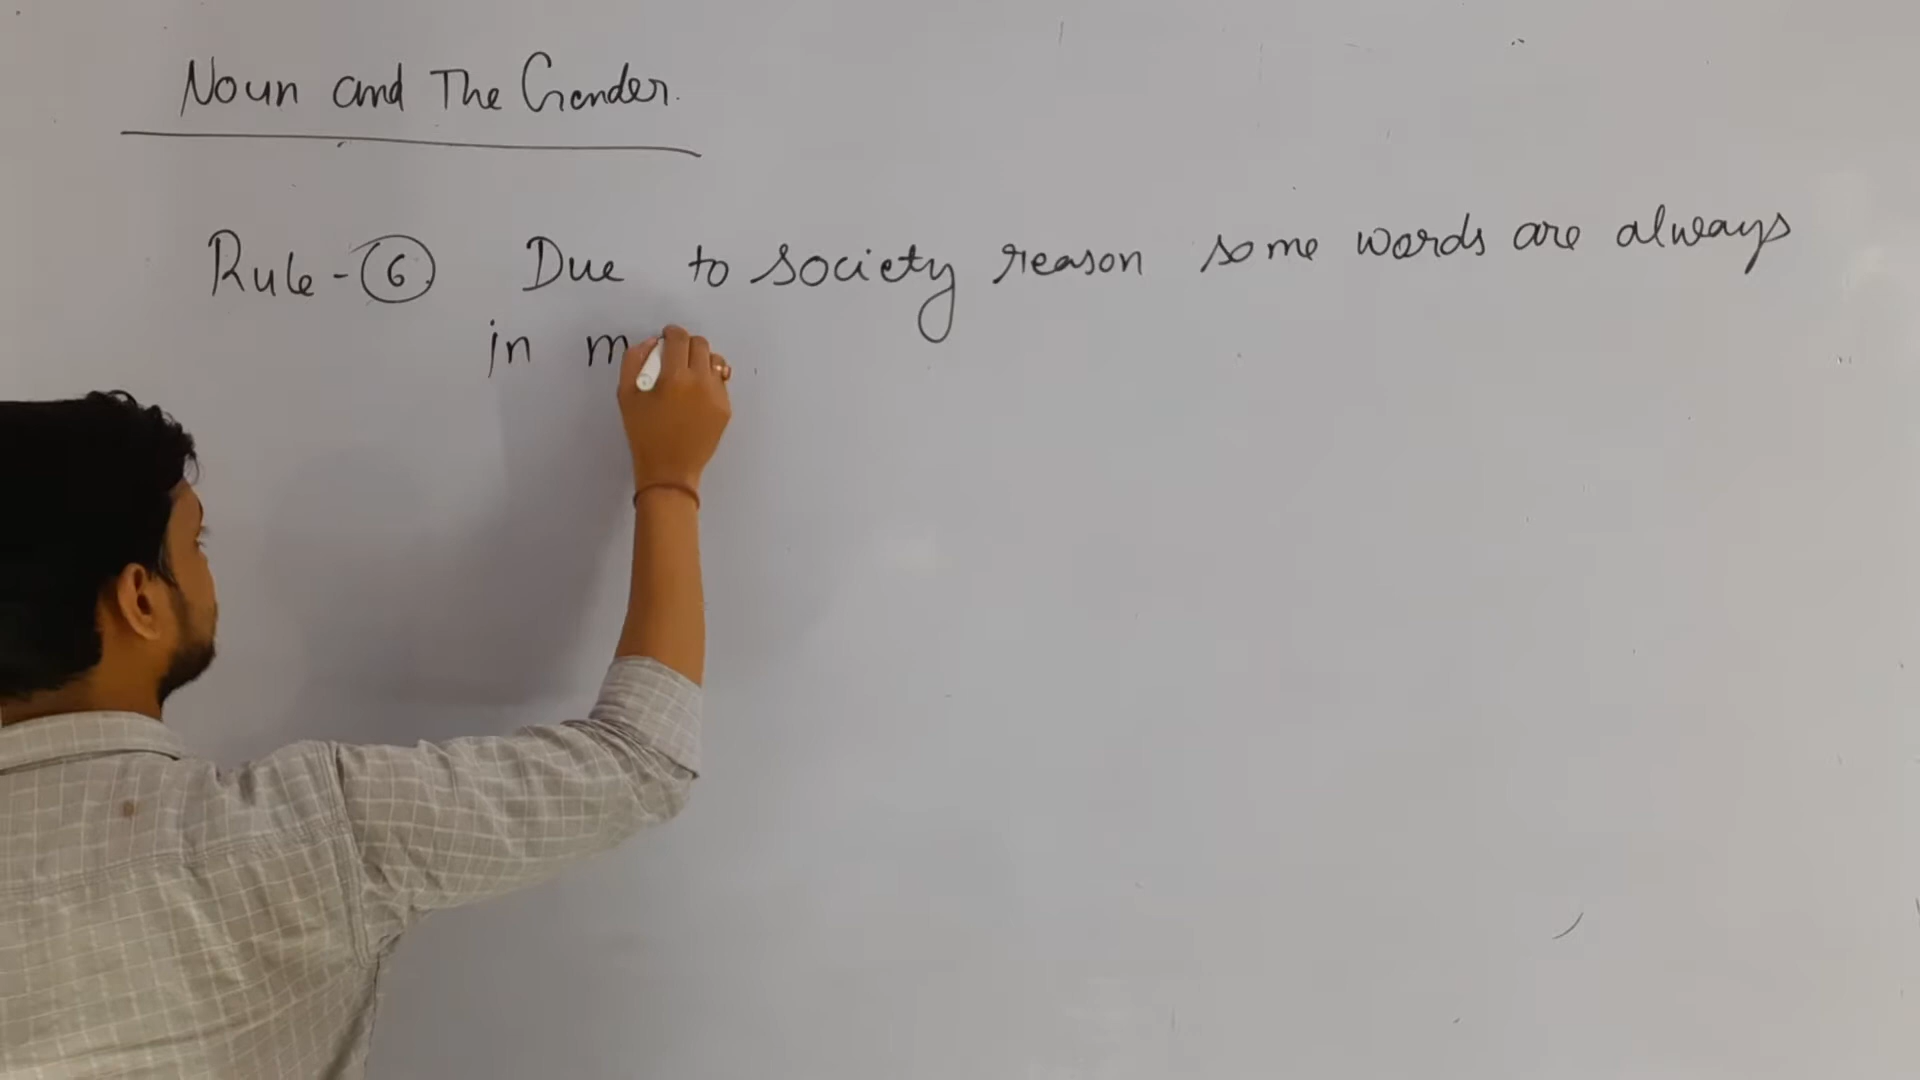 Noun and The Gender.
Rule-⑥ Due to society reason some words are always
in m